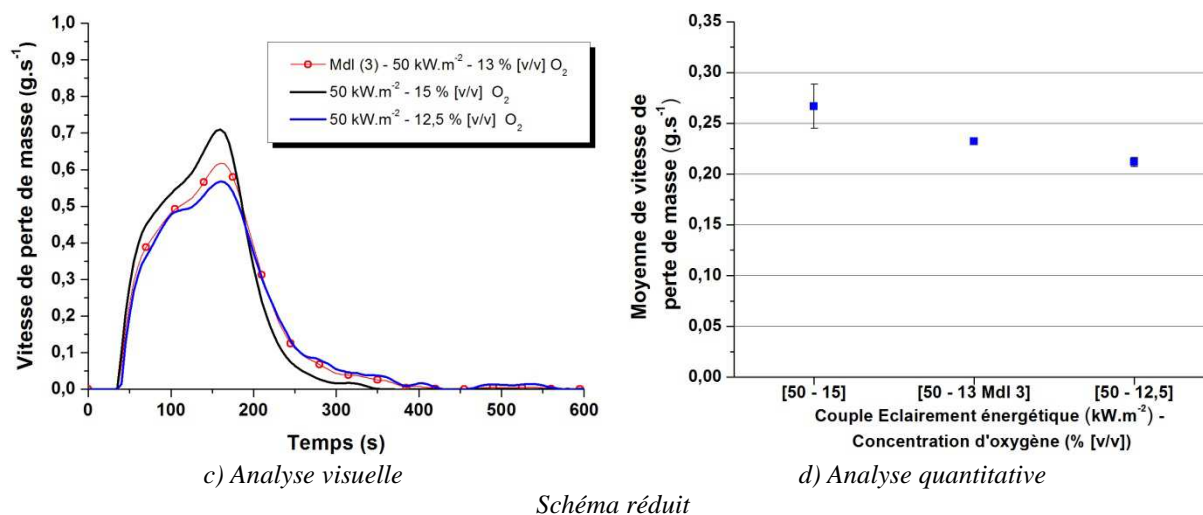 1,0
0,9
0,8
0,7
0,6
0,5
0,4
0,3
0,2
0,1
0,0
Vitesse de perte de masse (g.s⁻¹)
Mdl (3) - 50 kW.m⁻² - 13 % [v/v] O₂
50 kW.m⁻² - 15 % [v/v] O₂
50 kW.m⁻² - 12,5 % [v/v] O₂
0 100 200 300 400 500 600
Temps (s)
c) Analyse visuelle
0,35
0,30
0,25
0,20
0,25
0,10
0,05
0,00
Moyenne de vitesse de
perte de masse (g.s⁻¹)
[50 - 15] [50 - 13 Mdl 3] [50 - 12,5]
Couple Eclairement énergétique (kW.m⁻²) -
Concentration d'oxygène (% [v/v])
d) Analyse quantitative
Schéma réduit